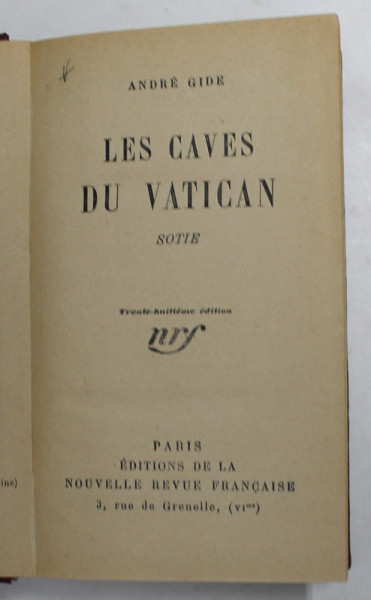 ANDRÉ GIDE
LES CAVES
DU VATICAN
SOTIE
Trente-huitième édition
nrf
PARIS
ÉDITIONS DE LA
NOUVELLE REVUE FRANÇAISE
3, rue de Grenelle, (VIme)
ine)